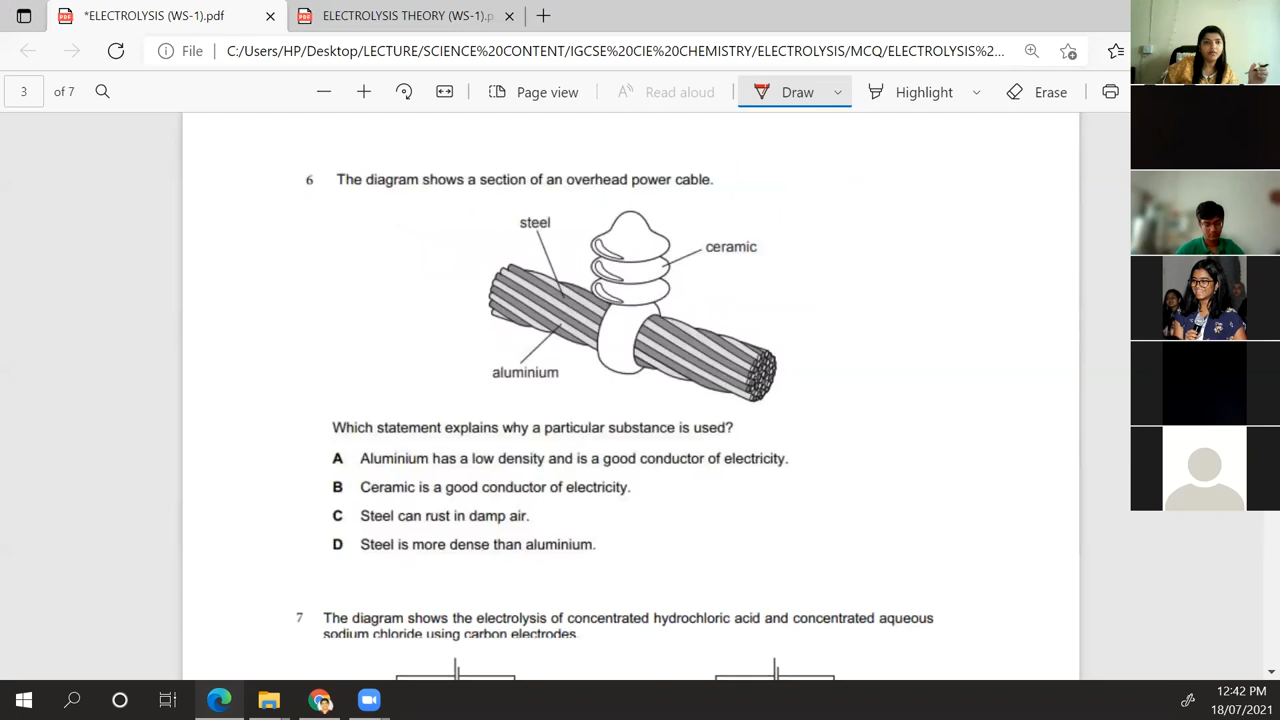 *ELECTROLYSIS (WS-1).pdf
ELECTROLYSIS THEORY (WS-1).p
File
C:/Users/HP/Desktop/LECTURE/SCIENCE%20CONTENT/IGCSE%20CIE%20CHEMISTRY/ELECTROLYSIS/MCQ/ELECTROLYSIS%2...
3 of 7
Page view
Read aloud
Draw
Highlight
Erase
6 The diagram shows a section of an overhead power cable.
steel
ceramic
aluminium
Which statement explains why a particular substance is used?
A Aluminium has a low density and is a good conductor of electricity.
B Ceramic is a good conductor of electricity.
C Steel can rust in damp air.
D Steel is more dense than aluminium.
7 The diagram shows the electrolysis of concentrated hydrochloric acid and concentrated aqueous
sodium chloride using carbon electrodes.
12:42 PM
18/07/2021